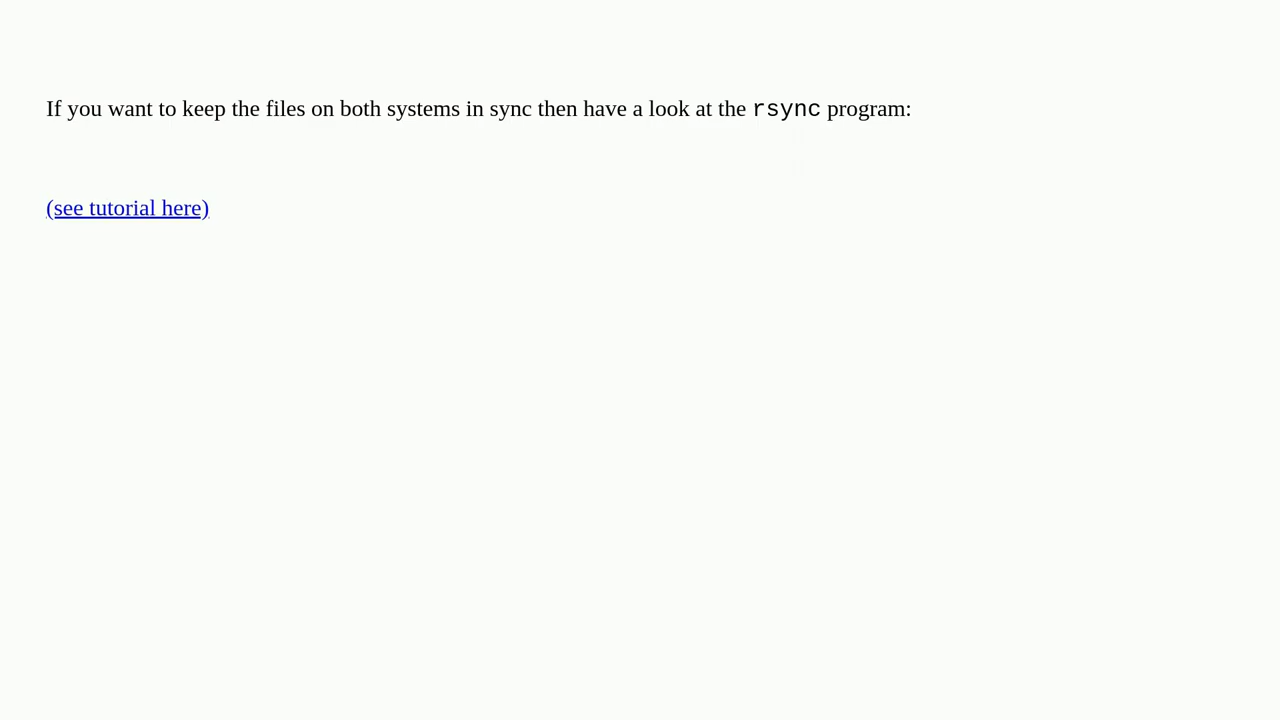 If you want to keep the files on both systems in sync then have a look at the rsync program:
(see tutorial here)